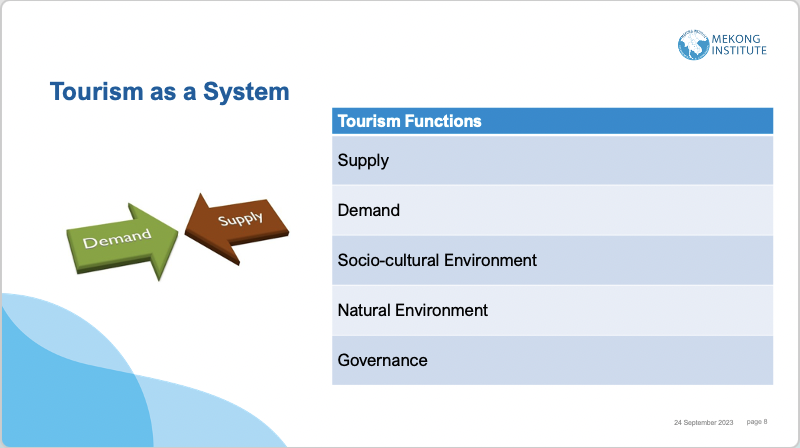 MEKONG
INSTITUTE
Tourism as a System
Tourism Functions
Supply
Demand
Socio-cultural Environment
Natural Environment
Governance
Demand
Supply
24 September 2023
page 8